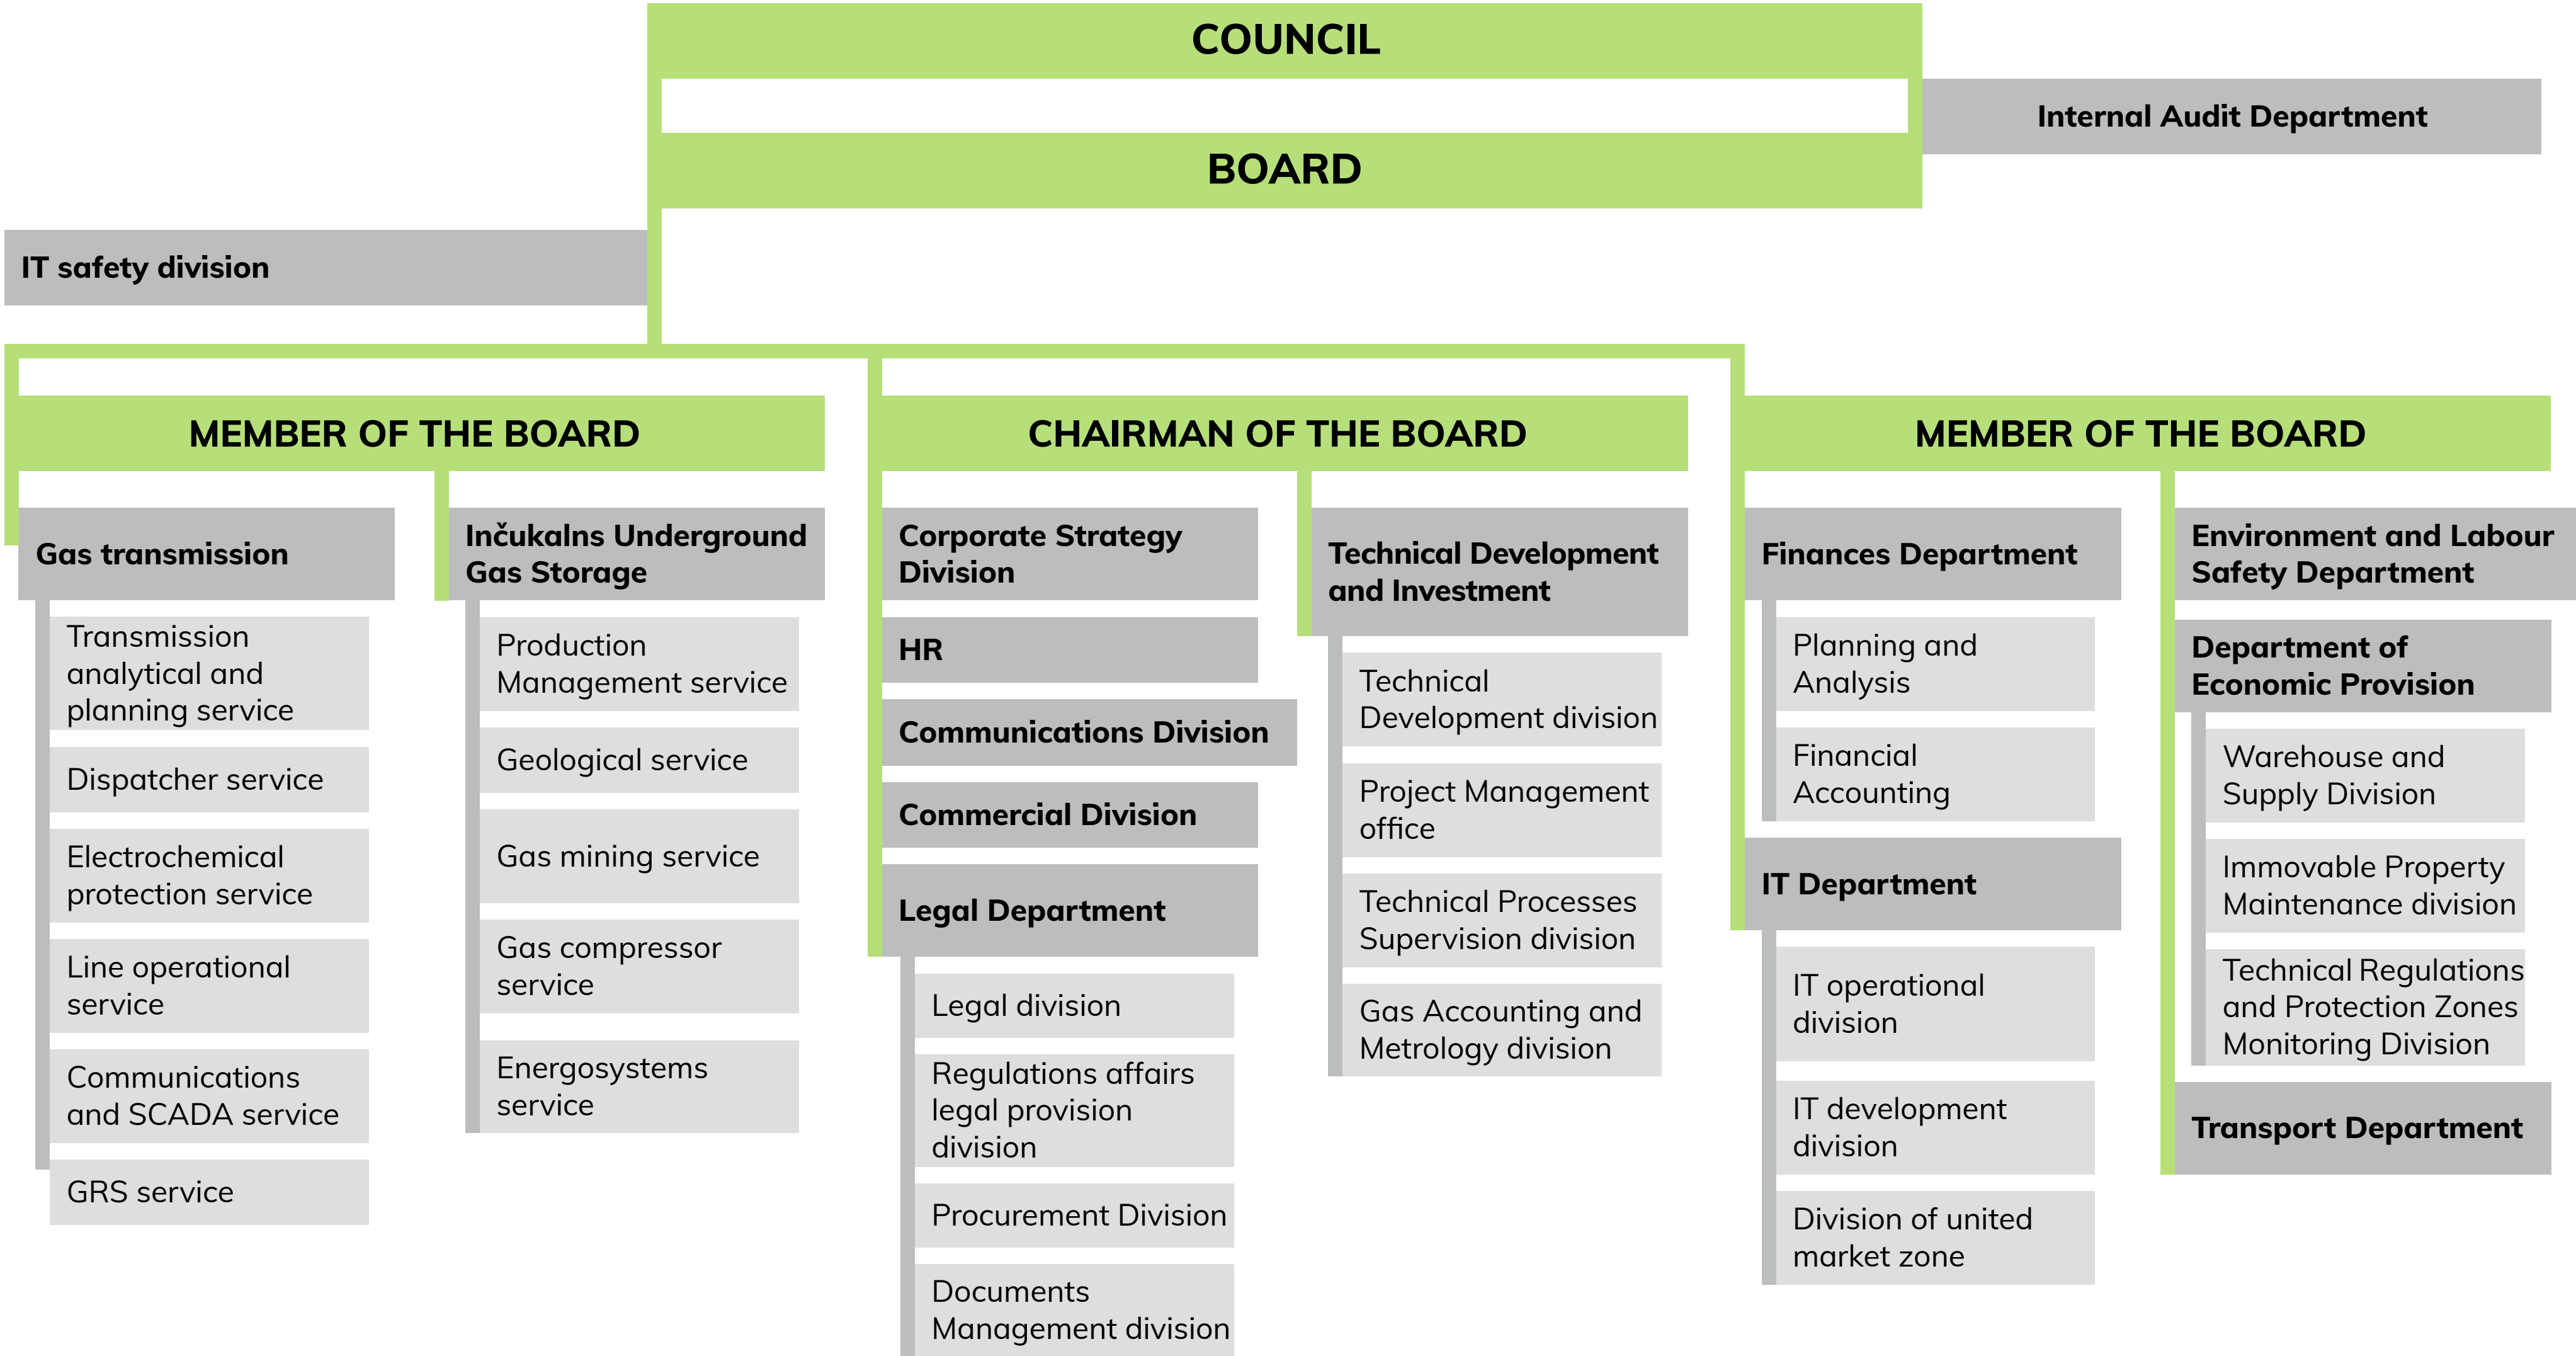 COUNCIL
Internal Audit Department
BOARD
IT safety division
MEMBER OF THE BOARD
Gas transmission
Transmission
analytical and
planning service
Dispatcher service
Electrochemical
protection service
Line operational
service
Communications
and SCADA service
GRS service
Inčukalns Underground
Gas Storage
Production
Management service
Geological service
Gas mining service
Gas compressor
service
Energosystems
service
CHAIRMAN OF THE BOARD
Corporate Strategy
Division
HR
Communications Division
Commercial Division
Legal Department
Legal division
Regulations affairs
legal provision
division
Procurement Division
Documents
Management division
Technical Development
and Investment
Technical
Development division
Project Management
office
Technical Processes
Supervision division
Gas Accounting and
Metrology division
MEMBER OF THE BOARD
Finances Department
Planning and
Analysis
Financial
Accounting
IT Department
IT operational
division
IT development
division
Division of united
market zone
Environment and Labour
Safety Department
Department of
Economic Provision
Warehouse and
Supply Division
Immovable Property
Maintenance division
Technical Regulations
and Protection Zones
Monitoring Division
Transport Department